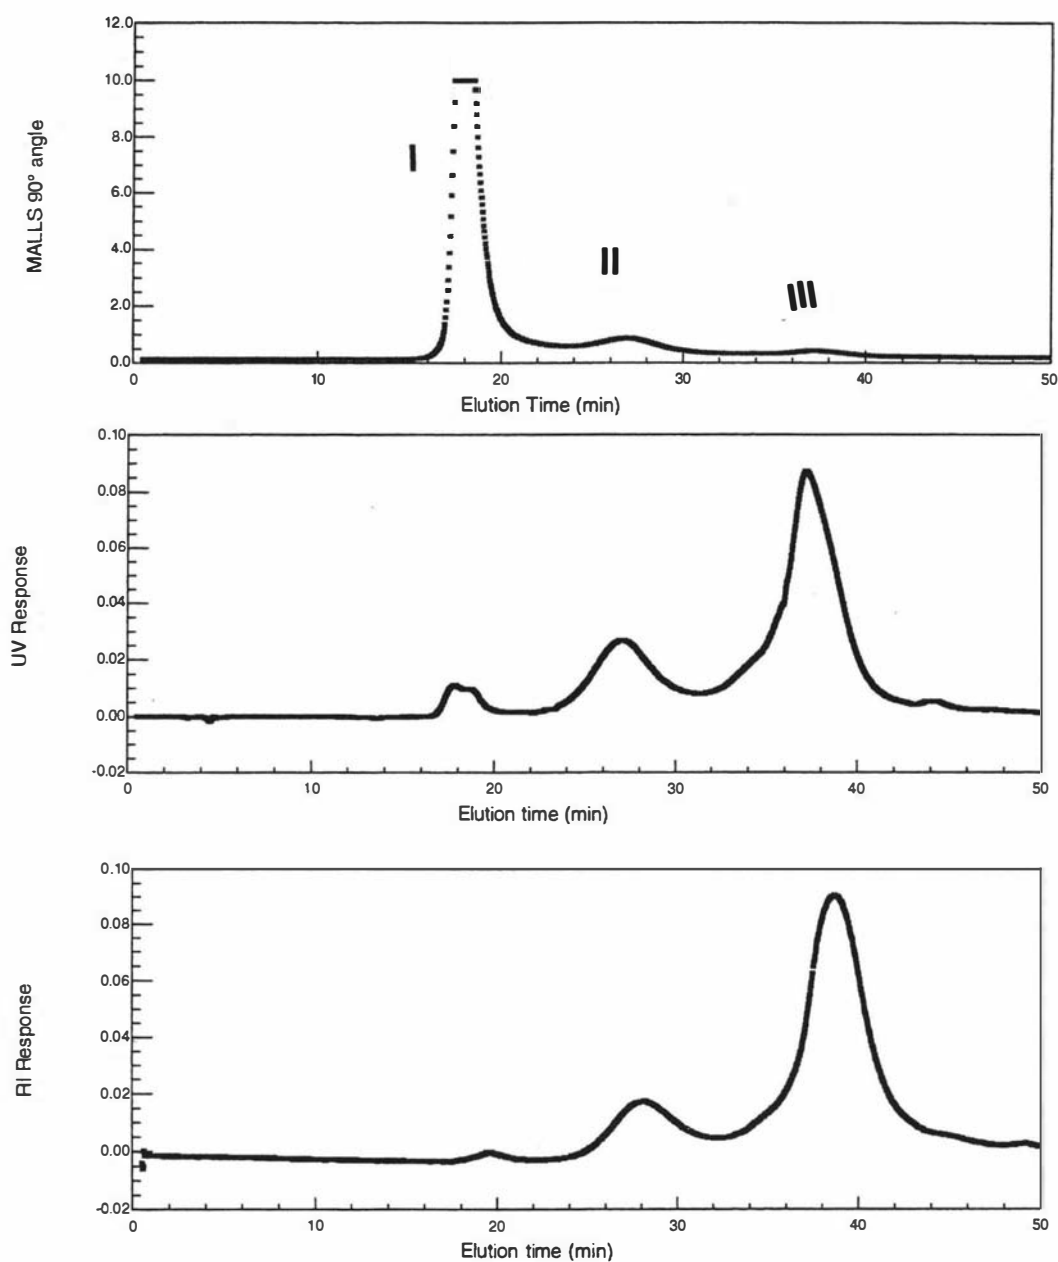 12.0
10.0
8.0
6.0
4.0
2.0
0.0
MALLS 90° angle
I
II
III
0 10 20 30 40 50
Elution Time (min)
0.10
0.08
0.06
0.04
0.02
0.00
-0.02
UV Response
0 10 20 30 40 50
Elution time (min)
0.10
0.08
0.06
0.04
0.02
0.00
-0.02
RI Response
0 10 20 30 40 50
Elution time (min)